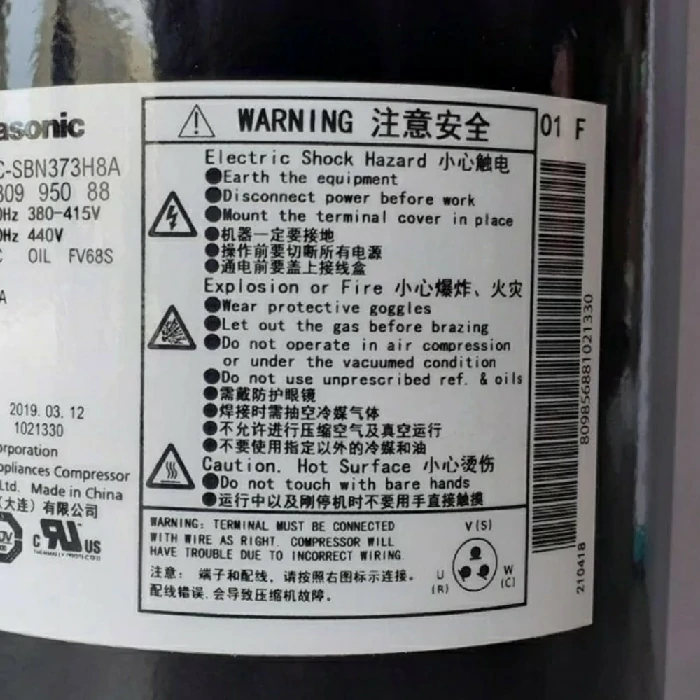 asonic
C-SBN373H8A
809 950 88
0Hz 380-415V
0Hz 440V
C OIL FV68S
A
2019. 03. 12
1021330
orporation
ppliances Compressor
Ltd. Made in China
(大连)有限公司
c US
WARNING 注意安全
Electric Shock Hazard 小心触电
●Earth the equipment
●Disconnect power before work
●Mount the terminal cover in place
●机器一定要接地
●操作前要切断所有电源
●通电前要盖上接线盒
Explosion or Fire 小心爆炸、火灾
●Wear protective goggles
●Let out the gas before brazing
●Do not operate in air compression
or under the vacuumed condition
●Do not use unprescribed ref. & oils
●需戴防护眼镜
●焊接时需抽空冷媒气体
●不允许进行压缩空气及真空运行
●不要使用指定以外的冷媒和油
Caution. Hot Surface 小心烫伤
●Do not touch with bare hands
●运行中以及刚停机时不要用手直接触摸
WARNING: TERMINAL MUST BE CONNECTED
WITH WIRE AS RIGHT. COMPRESSOR WILL
HAVE TROUBLE DUE TO INCORRECT WIRING.
注意: 端子和配线, 请按照右图标示连接。
配线错误, 会导致压缩机故障。
V(S)
U
(R)
W
(C)
01 F
809856881021330
210418